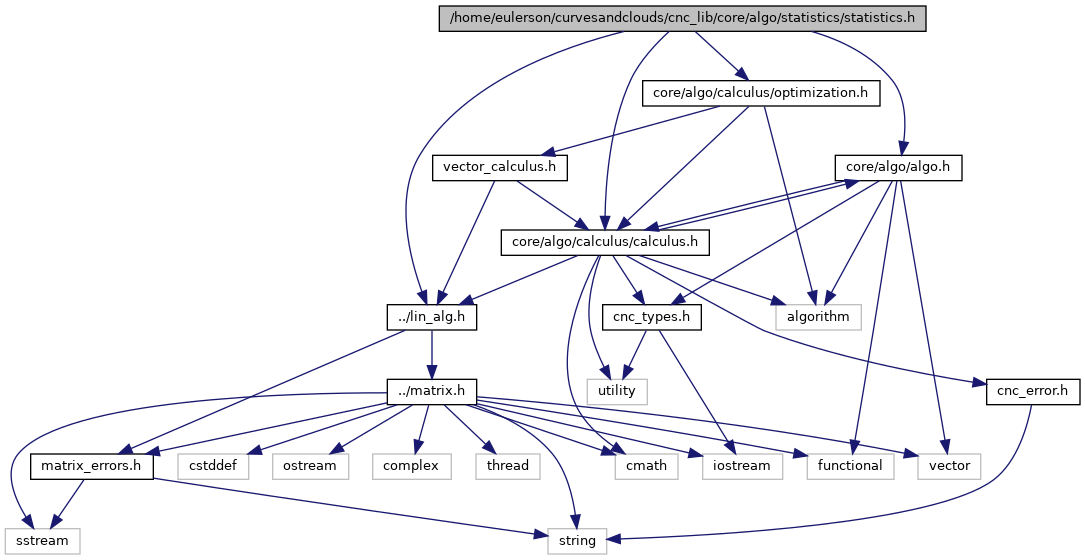 /home/eulerson/curvesandclouds/cnc_lib/core/algo/statistics/statistics.h
core/algo/calculus/optimization.h
vector_calculus.h
core/algo/algo.h
core/algo/calculus/calculus.h
../lin_alg.h
cnc_types.h
algorithm
../matrix.h
utility
cnc_error.h
matrix_errors.h
cstddef
ostream
complex
thread
cmath
iostream
functional
vector
sstream
string